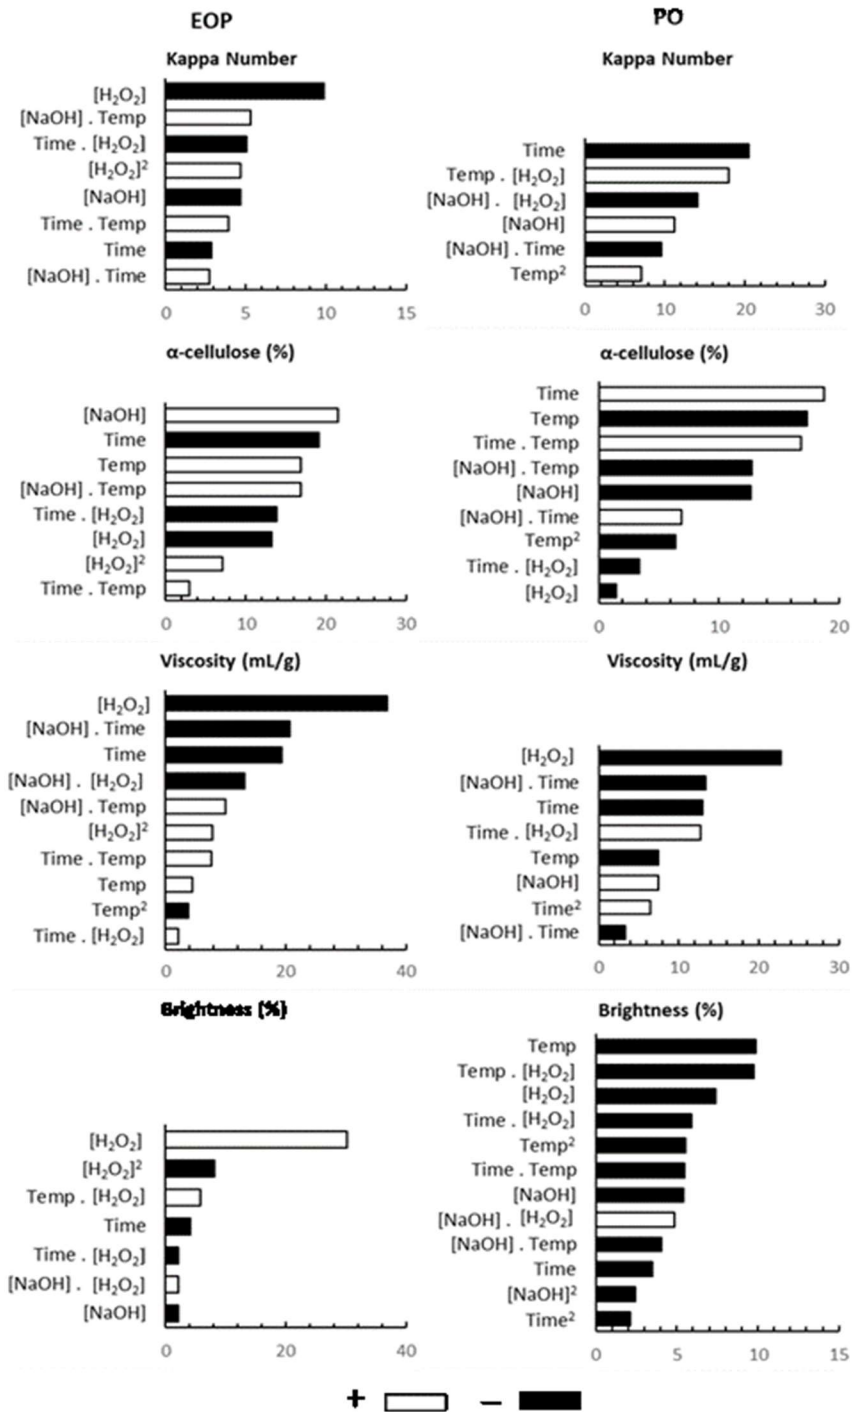 EOP
Kappa Number
[H₂O₂]
[NaOH] . Temp
Time . [H₂O₂]
[H₂O₂]²
[NaOH]
Time . Temp
Time
[NaOH] . Time
0 5 10 15
α-cellulose (%)
[NaOH]
Time
Temp
[NaOH] . Temp
Time . [H₂O₂]
[H₂O₂]
[H₂O₂]²
Time . Temp
0 10 20 30
Viscosity (mL/g)
[H₂O₂]
[NaOH] . Time
Time
[NaOH] . [H₂O₂]
[NaOH] . Temp
[H₂O₂]²
Time . Temp
Temp
Temp²
Time . [H₂O₂]
0 20 40
Brightness (%)
[H₂O₂]
[H₂O₂]²
Temp . [H₂O₂]
Time
Time . [H₂O₂]
[NaOH] . [H₂O₂]
[NaOH]
0 20 40
PO
Kappa Number
Time
Temp . [H₂O₂]
[NaOH] . [H₂O₂]
[NaOH]
[NaOH] . Time
Temp²
0 10 20 30
α-cellulose (%)
Time
Temp
Time . Temp
[NaOH] . Temp
[NaOH]
[NaOH] . Time
Temp²
Time . [H₂O₂]
[H₂O₂]
0 10 20
Viscosity (mL/g)
[H₂O₂]
[NaOH] . Time
Time
Time . [H₂O₂]
Temp
[NaOH]
Time²
[NaOH] . Time
0 10 20 30
Brightness (%)
Temp
Temp . [H₂O₂]
[H₂O₂]
Time . [H₂O₂]
Temp²
Time . Temp
[NaOH]
[NaOH] . [H₂O₂]
[NaOH] . Temp
Time
[NaOH]²
Time²
0 5 10 15
+ −